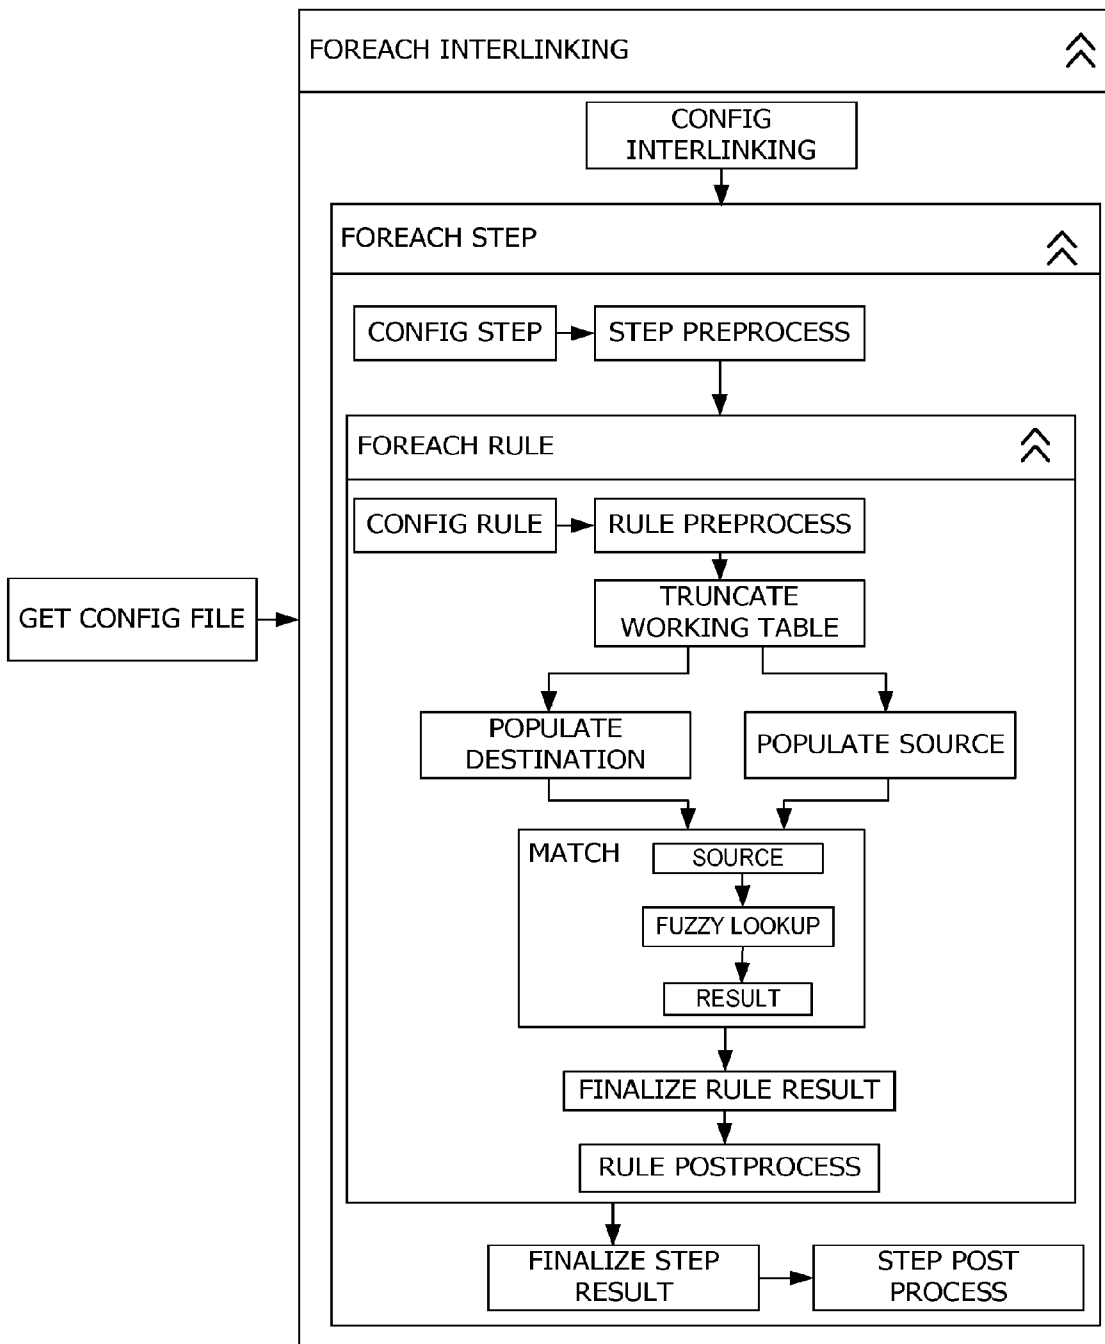 FOREACH INTERLINKING
CONFIG
INTERLINKING
FOREACH STEP
CONFIG STEP
STEP PREPROCESS
FOREACH RULE
CONFIG RULE
RULE PREPROCESS
GET CONFIG FILE
TRUNCATE
WORKING TABLE
POPULATE
DESTINATION
POPULATE SOURCE
MATCH
SOURCE
FUZZY LOOKUP
RESULT
FINALIZE RULE RESULT
RULE POSTPROCESS
FINALIZE STEP
RESULT
STEP POST
PROCESS